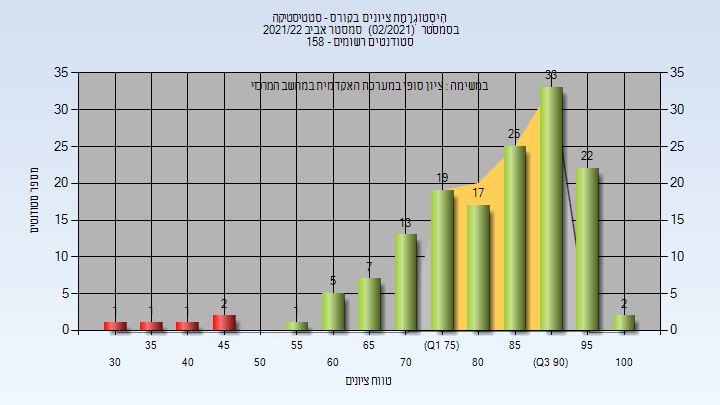 היסטוגרמת ציונים בקורס - סטטיסטיקה
בסמסטר (02/2021) סמסטר אביב 2021/22
סטודנטים רשומים - 158
במשימה : ציון סופי במערכת האקדמית במחשב המרכזי
מספר סטודנטים
35 35
30 30
25 25
20 20
15 15
10 10
5 5
0 0
1 1 1 2 1 5 7 13 19 17 25 33 22 2
35 45 55 65 (Q1 75) 85 95
30 40 50 60 70 80 (Q3 90) 100
טווח ציונים